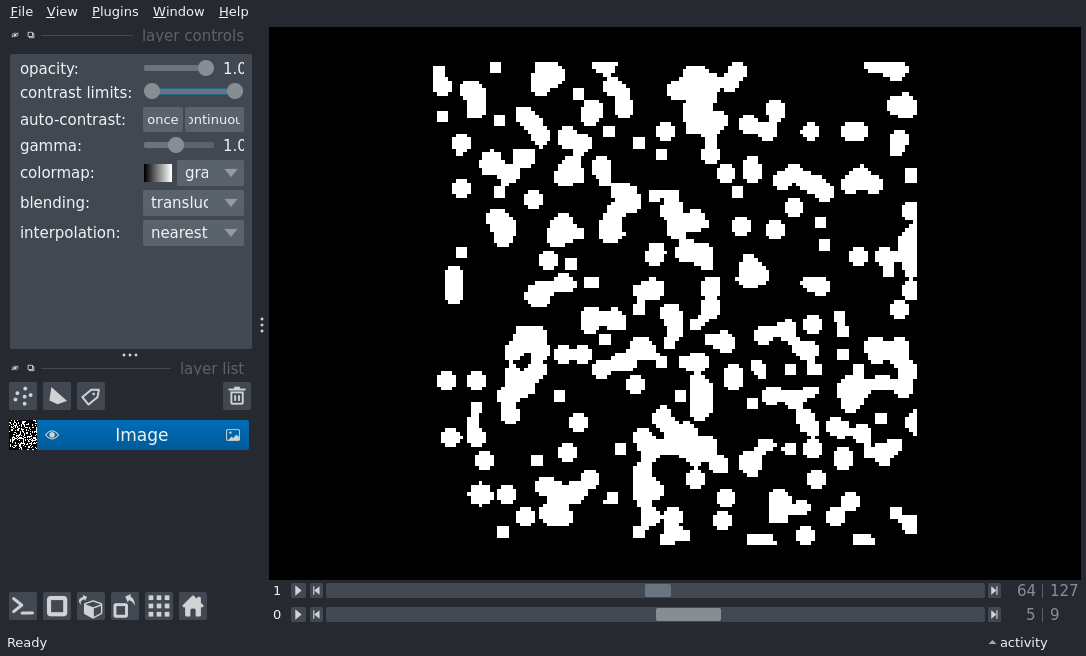 File View Plugins Window Help
layer controls
opacity: 1.0
contrast limits:
auto-contrast: once ontinuou
gamma: 1.0
colormap: gra
blending: transluc
interpolation: nearest
layer list
Image
1 64 | 127
0 5 | 9
Ready activity